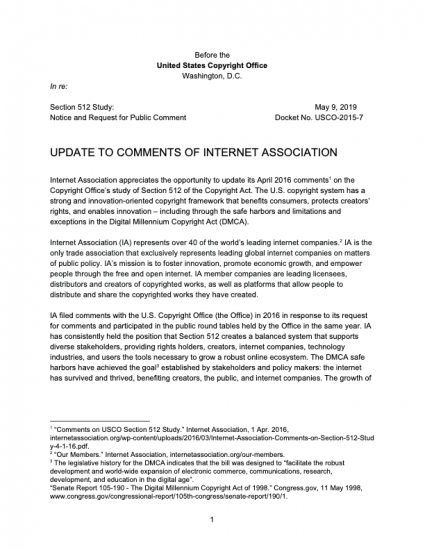 Before the
United States Copyright Office
Washington, D.C.
In re:
Section 512 Study: May 9, 2019
Notice and Request for Public Comment Docket No. USCO-2015-7
UPDATE TO COMMENTS OF INTERNET ASSOCIATION
Internet Association appreciates the opportunity to update its April 2016 comments¹ on the
Copyright Office's study of Section 512 of the Copyright Act. The U.S. copyright system has a
strong and innovation-oriented copyright framework that benefits consumers, protects creators'
rights, and enables innovation – including through the safe harbors and limitations and
exceptions in the Digital Millennium Copyright Act (DMCA).
Internet Association (IA) represents over 40 of the world's leading internet companies.² IA is the
only trade association that exclusively represents leading global internet companies on matters
of public policy. IA's mission is to foster innovation, promote economic growth, and empower
people through the free and open internet. IA member companies are leading licensees,
distributors and creators of copyrighted works, as well as platforms that allow people to
distribute and share the copyrighted works they have created.
IA filed comments with the U.S. Copyright Office (the Office) in 2016 in response to its request
for comments and participated in the public round tables held by the Office in the same year. IA
has consistently held the position that Section 512 creates a balanced system that supports
diverse stakeholders, providing rights holders, creators, internet companies, technology
industries, and users the tools necessary to grow a robust online ecosystem. The DMCA safe
harbors have achieved the goal³ established by stakeholders and policy makers: the internet
has survived and thrived, benefiting creators, the public, and internet companies. The growth of
¹ "Comments on USCO Section 512 Study." Internet Association, 1 Apr. 2016,
internetassociation.org/wp-content/uploads/2016/03/Internet-Association-Comments-on-Section-512-Stud
y-4-1-16.pdf.
² "Our Members." Internet Association, internetassociation.org/our-members.
³ The legislative history for the DMCA indicates that the bill was designed to "facilitate the robust
development and world-wide expansion of electronic commerce, communications, research,
development, and education in the digital age".
"Senate Report 105-190 - The Digital Millennium Copyright Act of 1998." Congress.gov, 11 May 1998,
www.congress.gov/congressional-report/105th-congress/senate-report/190/1.
1